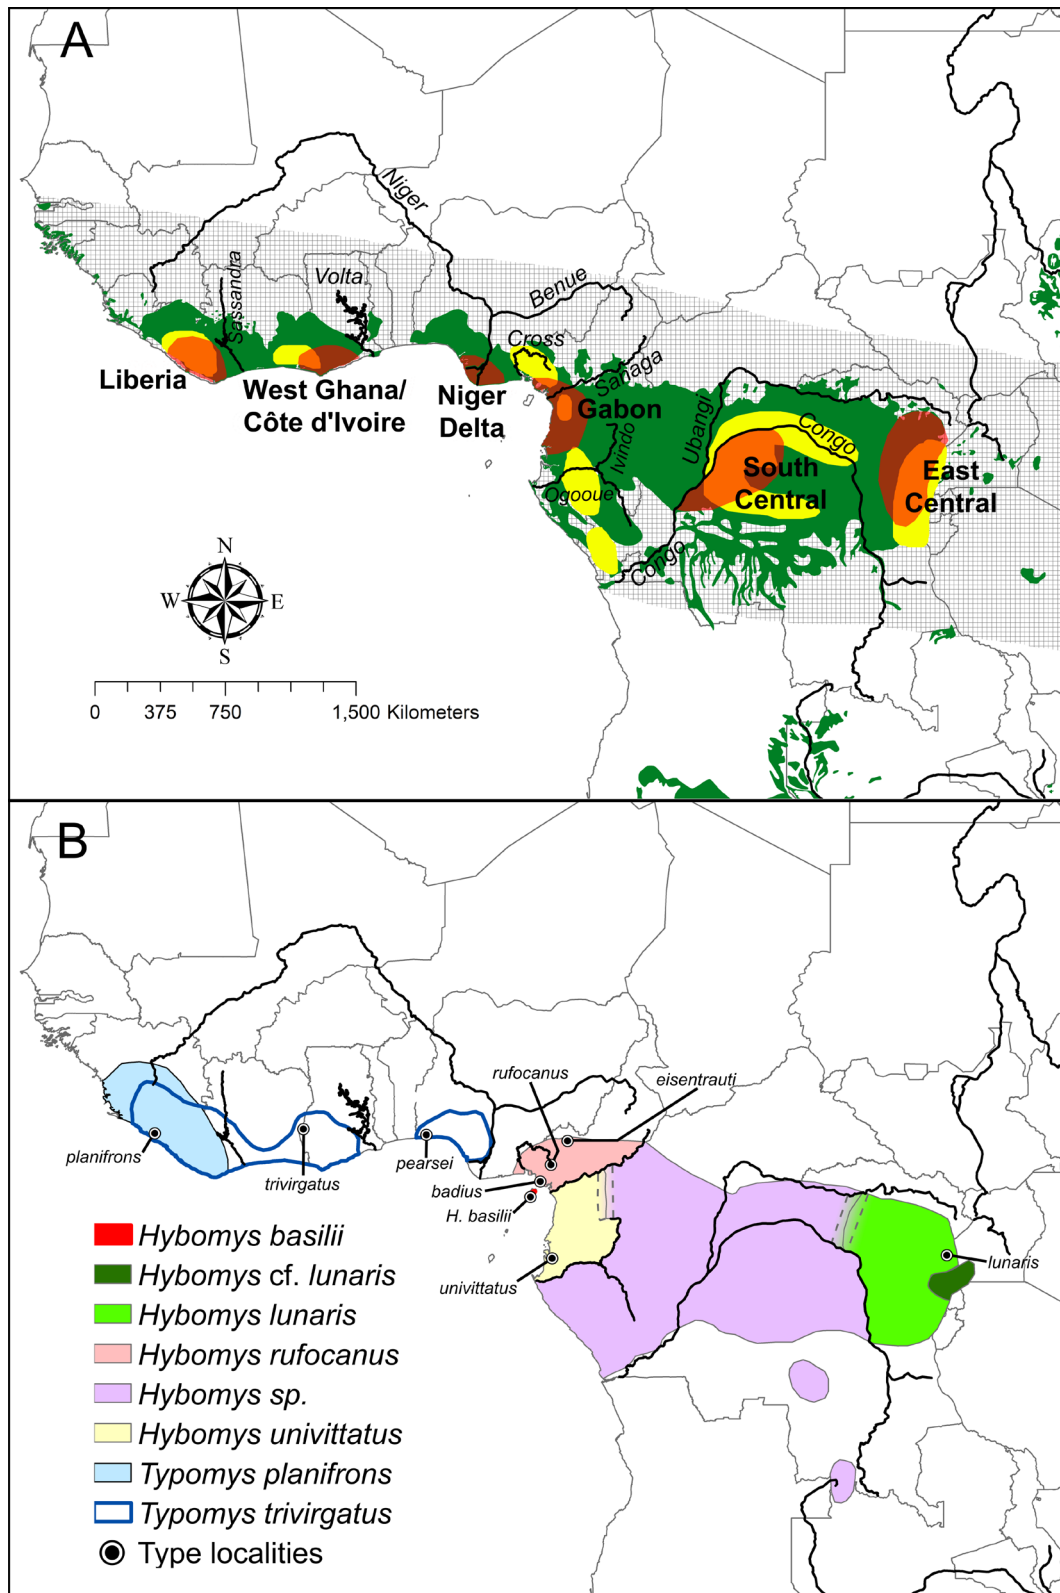 A
Niger
Sassandra
Volta
Benue
Cross
Sanaga
Liberia
West Ghana/
Côte d'Ivoire
Niger
Delta
Gabon
Ivindo
Ogooue
Ubangi
Congo
South
Central
East
Central
Congo
N
W E
S
0 375 750 1,500 Kilometers
B
rufocanus
eisentrauti
planifrons
trivirgatus
pearsei
badius
H. basilii
univittatus
lunaris
Hybomys basilii
Hybomys cf. lunaris
Hybomys lunaris
Hybomys rufocanus
Hybomys sp.
Hybomys univittatus
Typomys planifrons
Typomys trivirgatus
Type localities